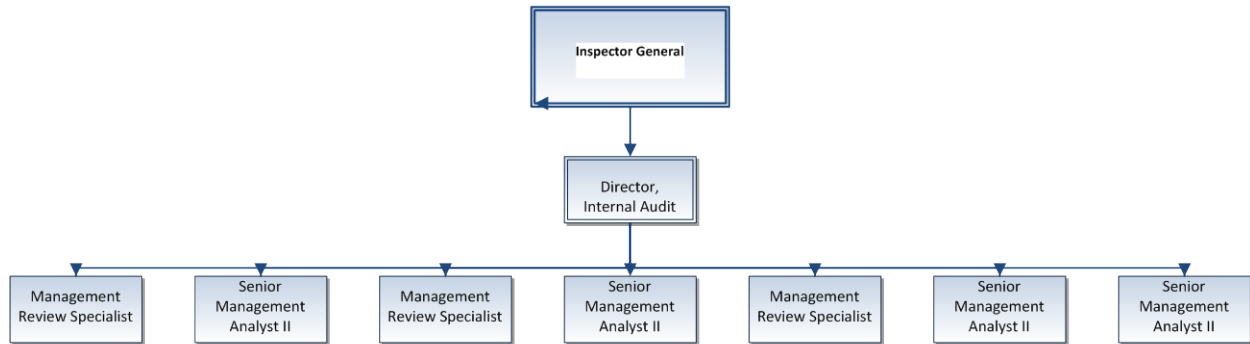 Inspector General
Director,
Internal Audit
Management
Review Specialist
Senior
Management
Analyst II
Management
Review Specialist
Senior
Management
Analyst II
Management
Review Specialist
Senior
Management
Analyst II
Senior
Management
Analyst II